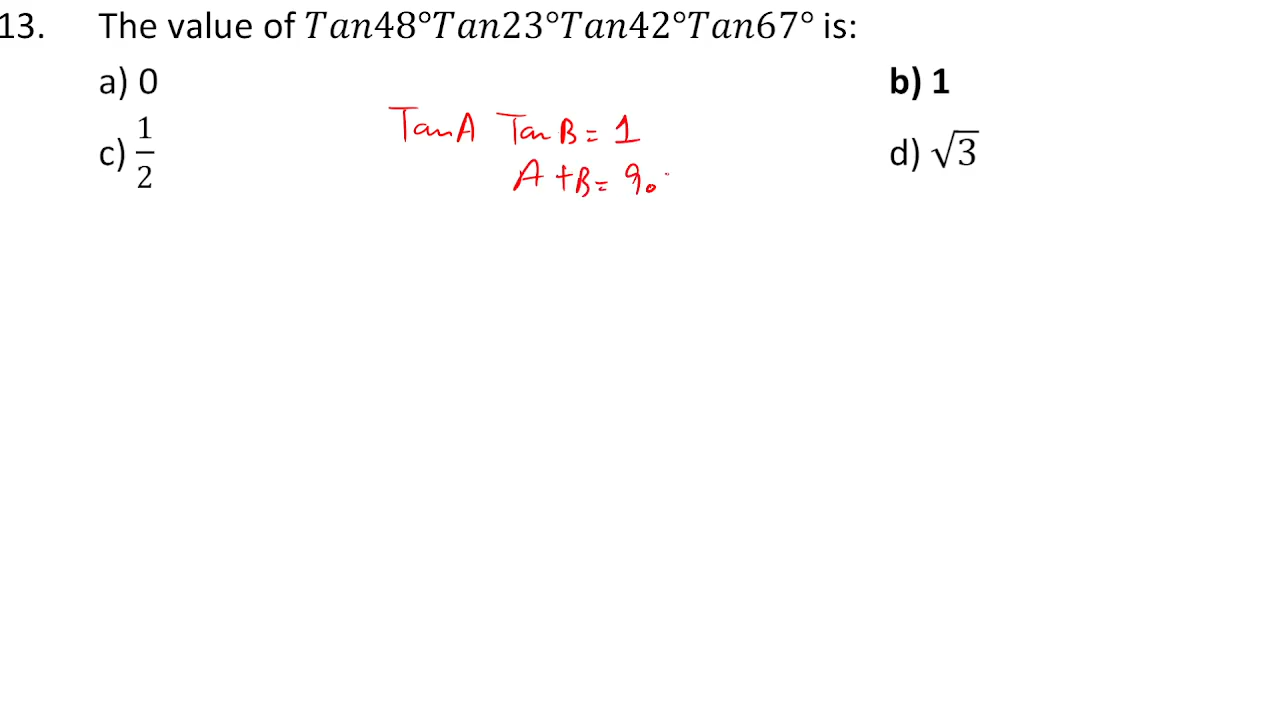 13. The value of Tan48°Tan23°Tan42°Tan67° is:
a) 0 b) 1
TanA TanB = 1
c) 1/2 d) √3
A + B = 90